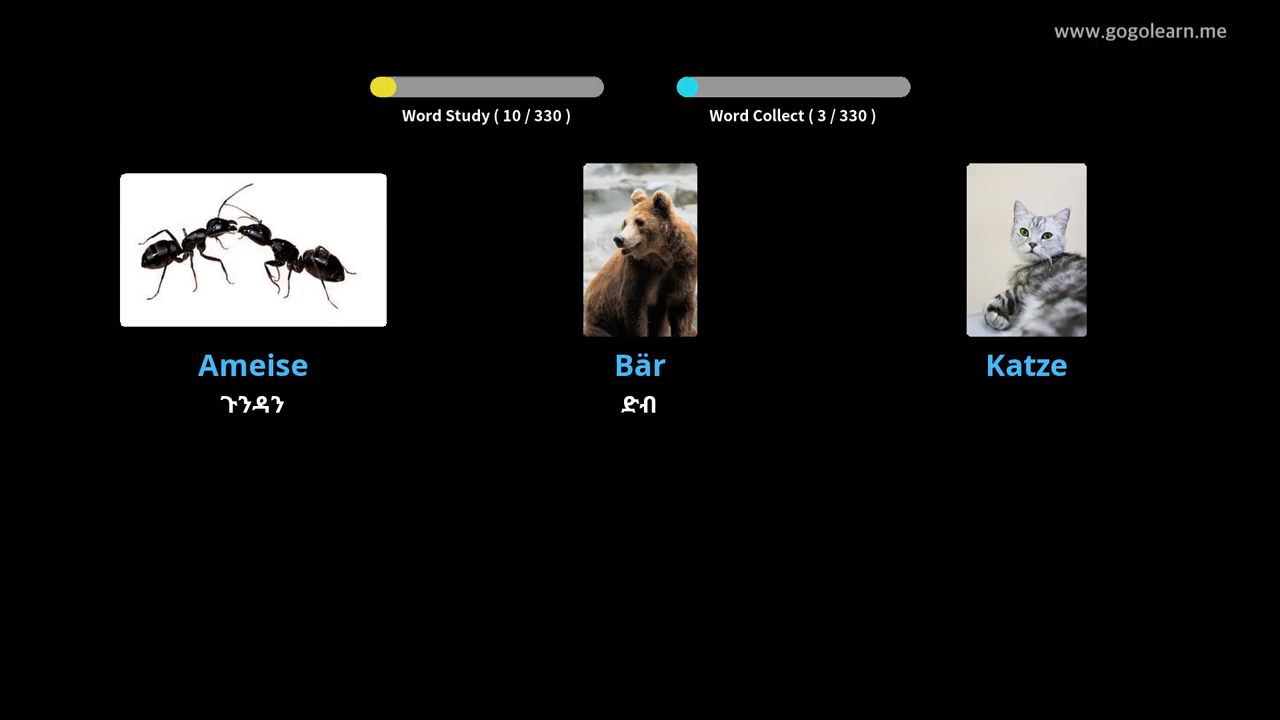 www.gogolearn.me
Word Study ( 10 / 330 )
Word Collect ( 3 / 330 )
Ameise
Bär
Katze
ጉንዳን
ድብ